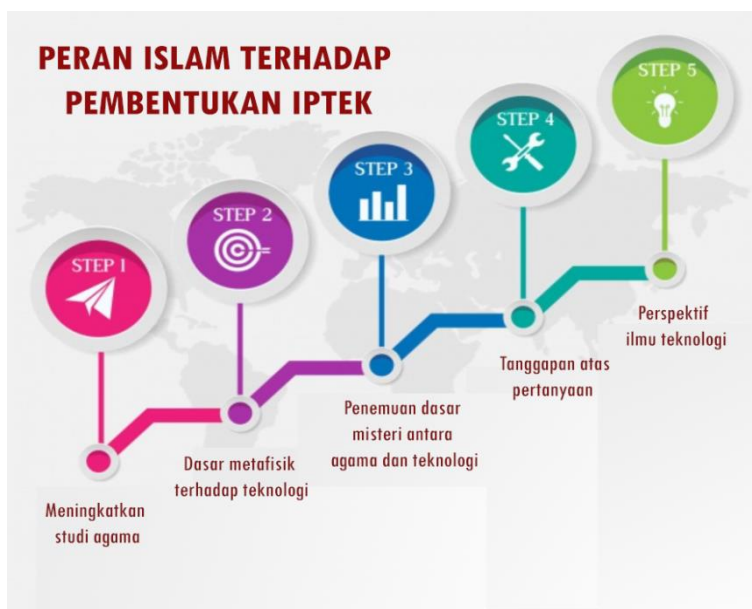 PERAN ISLAM TERHADAP
PEMBENTUKAN IPTEK
STEP 1
Meningkatkan
studi agama
STEP 2
Dasar metafisik
terhadap teknologi
STEP 3
Penemuan dasar
misteri antara
agama dan teknologi
STEP 4
Tanggapan atas
pertanyaan
STEP 5
Perspektif
ilmu teknologi